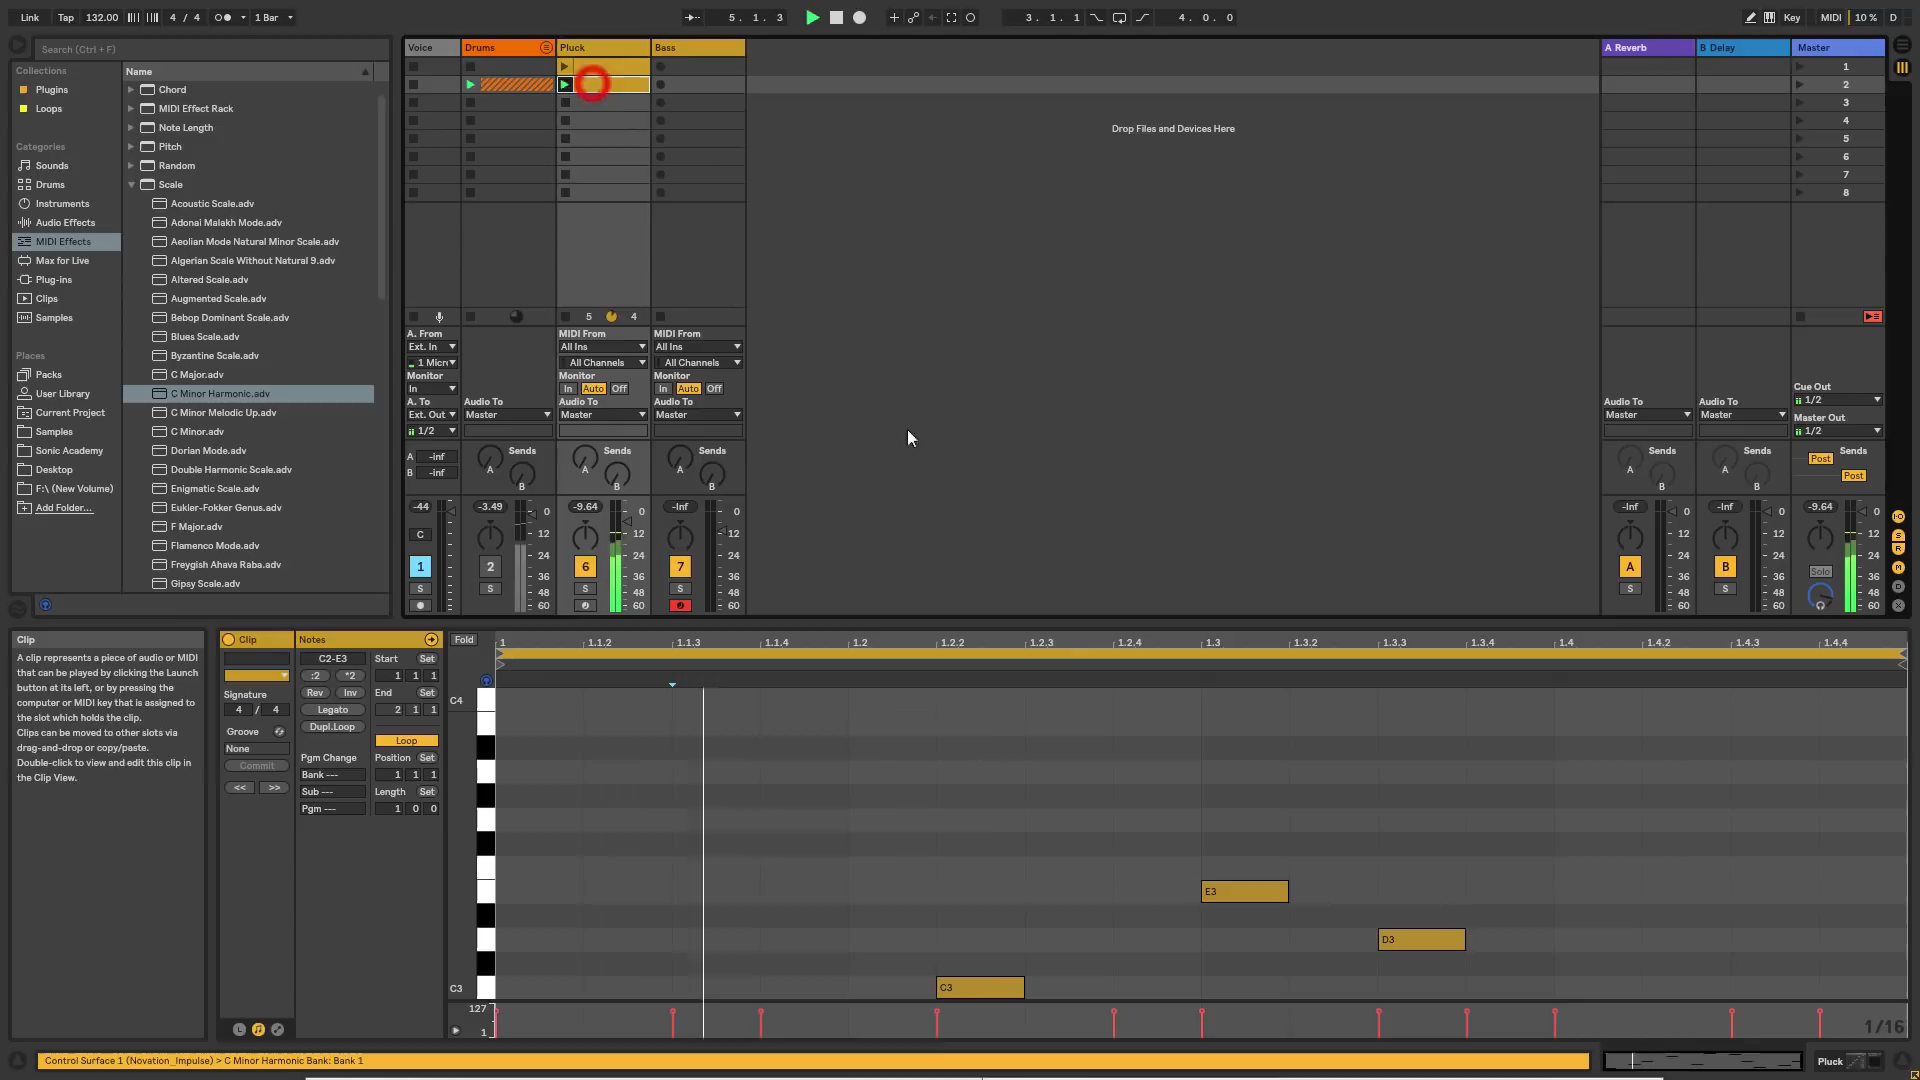 Link Tap 132.00 4 / 4 1 Bar 5. 1. 3 3. 1. 1 4. 0. 0 Key MIDI 10 % D
Search (Ctrl + F)
Collections
Plugins
Loops
Categories
Sounds
Drums
Instruments
Audio Effects
MIDI Effects
Max for Live
Plug-ins
Clips
Samples
Places
Packs
User Library
Current Project
Samples
Sonic Academy
Desktop
F:\ (New Volume)
Add Folder...
Name
Chord
MIDI Effect Rack
Note Length
Pitch
Random
Scale
Acoustic Scale.adv
Adonai Malakh Mode.adv
Aeolian Mode Natural Minor Scale.adv
Algerian Scale Without Natural 9.adv
Altered Scale.adv
Augmented Scale.adv
Bebop Dominant Scale.adv
Blues Scale.adv
Byzantine Scale.adv
C Major.adv
C Minor Harmonic.adv
C Minor Melodic Up.adv
C Minor.adv
Dorian Mode.adv
Double Harmonic Scale.adv
Enigmatic Scale.adv
Eukler-Fokker Genus.adv
F Major.adv
Flamenco Mode.adv
Freygish Ahava Raba.adv
Gipsy Scale.adv
Voice Drums Pluck Bass A Reverb B Delay Master
1
2
3
4
5
6
7
8
Drop Files and Devices Here
5 4
A. From MIDI From MIDI From
Ext. In All Ins All Ins
1 Micr All Channels All Channels
Monitor Monitor Monitor
In In Auto Off In Auto Off
Cue Out
1/2
A. To Audio To Audio To Audio To Audio To Audio To Master Out
Ext. Out Master Master Master Master Master 1/2
1/2
Sends Sends Sends Sends Sends Sends
A -inf A A A A A Post
B -inf B B B B B Post
-44 -3.49 -9.64 -Inf -Inf -Inf -9.64
0 0 0 0 0 0
C 12 12 12 12 12 12
24 24 24 24 24 24
1 2 6 7 A B Solo
36 36 36 36 36 36
S S S S S S
48 48 48 48 48 48
60 60 60 60 60 60
Clip
A clip represents a piece of audio or MIDI
that can be played by clicking the Launch
button at its left, or by pressing the
computer or MIDI key that is assigned to
the slot which holds the clip.
Clips can be moved to other slots via
drag-and-drop or copy/paste.
Double-click to view and edit this clip in
the Clip View.
Clip
Signature
4 / 4
Groove
None
Commit
<< >>
Notes
C2-E3
:2 *2
Rev Inv
Legato
Dupl.Loop
Pgm Change
Bank ---
Sub ---
Pgm ---
Start Set
1 1 1
End Set
2 1 1
Loop
Position Set
1 1 1
Length Set
1 0 0
Fold 1 1.1.2 1.1.3 1.1.4 1.2 1.2.2 1.2.3 1.2.4 1.3 1.3.2 1.3.3 1.3.4 1.4 1.4.2 1.4.3 1.4.4
C4
E3
D3
C3 C3
127
1 1/16
Control Surface 1 (Novation_Impulse) > C Minor Harmonic Bank: Bank 1
Pluck